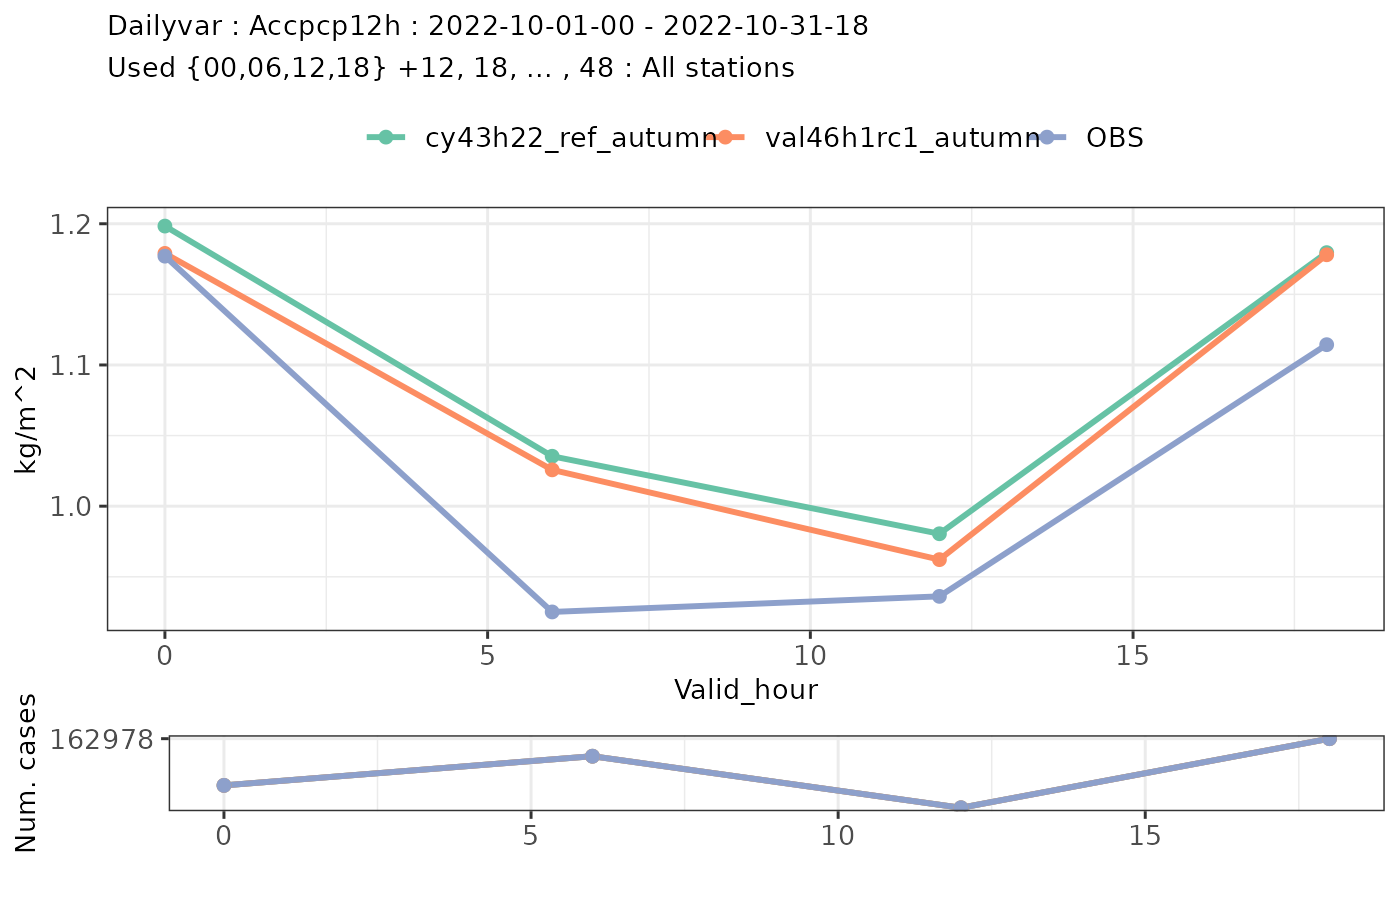 Dailyvar : Accpcp12h : 2022-10-01-00 - 2022-10-31-18
Used {00,06,12,18} +12, 18, ... , 48 : All stations
cy43h22_ref_autumn val46h1rc1_autumn OBS
1.2
1.1
1.0
kg/m^2
0 5 10 15
Valid_hour
162978
Num. cases
0 5 10 15